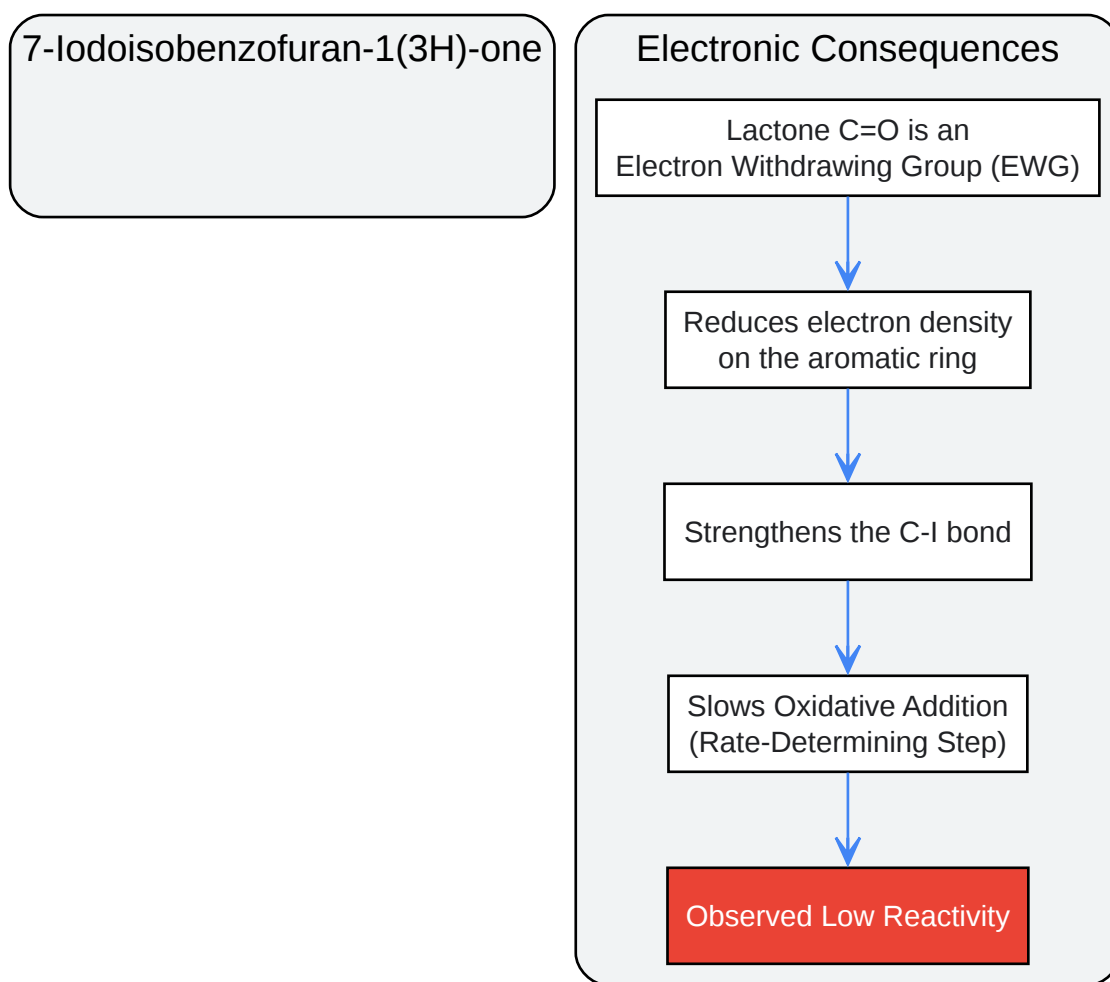 7-Iodoisobenzofuran-1(3H)-one
Electronic Consequences
Lactone C=O is an
Electron Withdrawing Group (EWG)
Reduces electron density
on the aromatic ring
Strengthens the C-I bond
Slows Oxidative Addition
(Rate-Determining Step)
Observed Low Reactivity